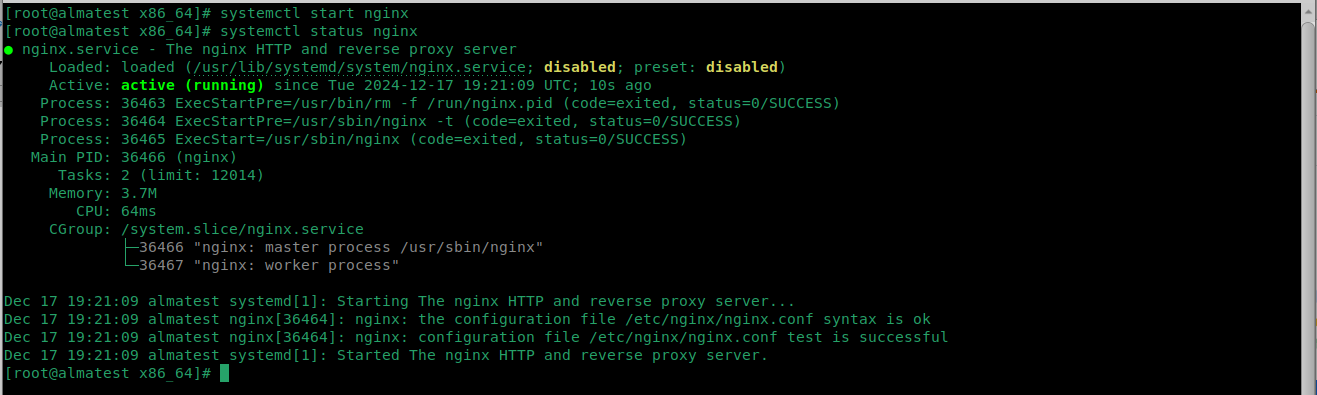 [root@almatest x86_64]# systemctl start nginx
[root@almatest x86_64]# systemctl status nginx
● nginx.service - The nginx HTTP and reverse proxy server
     Loaded: loaded (/usr/lib/systemd/system/nginx.service; disabled; preset: disabled)
     Active: active (running) since Tue 2024-12-17 19:21:09 UTC; 10s ago
    Process: 36463 ExecStartPre=/usr/bin/rm -f /run/nginx.pid (code=exited, status=0/SUCCESS)
    Process: 36464 ExecStartPre=/usr/sbin/nginx -t (code=exited, status=0/SUCCESS)
    Process: 36465 ExecStart=/usr/sbin/nginx (code=exited, status=0/SUCCESS)
   Main PID: 36466 (nginx)
      Tasks: 2 (limit: 12014)
     Memory: 3.7M
        CPU: 64ms
     CGroup: /system.slice/nginx.service
             ├─36466 "nginx: master process /usr/sbin/nginx"
             └─36467 "nginx: worker process"

Dec 17 19:21:09 almatest systemd[1]: Starting The nginx HTTP and reverse proxy server...
Dec 17 19:21:09 almatest nginx[36464]: nginx: the configuration file /etc/nginx/nginx.conf syntax is ok
Dec 17 19:21:09 almatest nginx[36464]: nginx: configuration file /etc/nginx/nginx.conf test is successful
Dec 17 19:21:09 almatest systemd[1]: Started The nginx HTTP and reverse proxy server.
[root@almatest x86_64]#